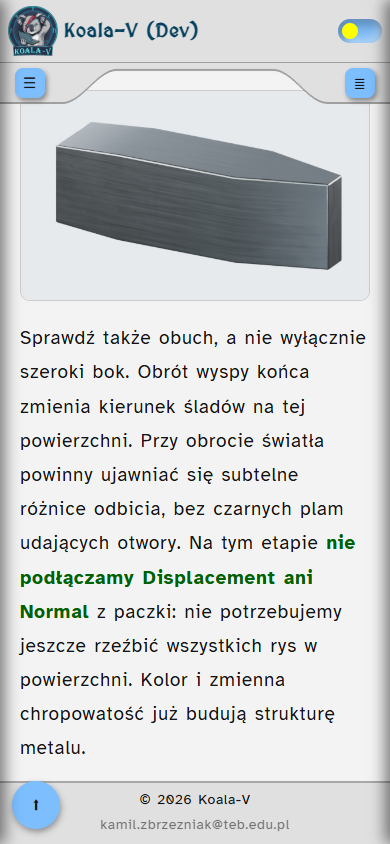 KOALA-V
Koala-V (Dev)
☰
≣
Sprawdź także obuch, a nie wyłącznie
szeroki bok. Obrót wyspy końca
zmienia kierunek śladów na tej
powierzchni. Przy obrocie światła
powinny ujawniać się subtelne
różnice odbicia, bez czarnych plam
udających otwory. Na tym etapie nie
podłączamy Displacement ani
Normal z paczki: nie potrzebujemy
jeszcze rzeźbić wszystkich rys w
powierzchni. Kolor i zmienna
chropowatość już budują strukturę
metalu.
© 2026 Koala-V
kamil.zbrzezniak@teb.edu.pl